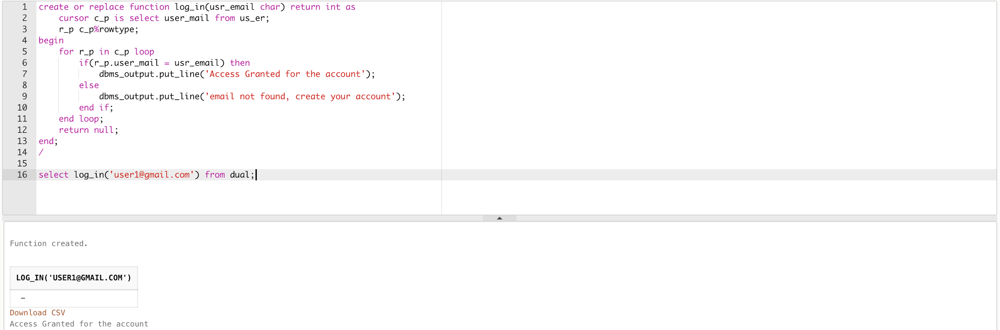 1 create or replace function log_in(usr_email char) return int as
2     cursor c_p is select user_mail from us_er;
3     r_p c_p%rowtype;
4 begin
5     for r_p in c_p loop
6         if(r_p.user_mail = usr_email) then
7             dbms_output.put_line('Access Granted for the account');
8         else
9             dbms_output.put_line('email not found, create your account');
10         end if;
11     end loop;
12     return null;
13 end;
14 /
15
16 select log_in('user1@gmail.com') from dual;
Function created.
LOG_IN('USER1@GMAIL.COM')
–
Download CSV
Access Granted for the account